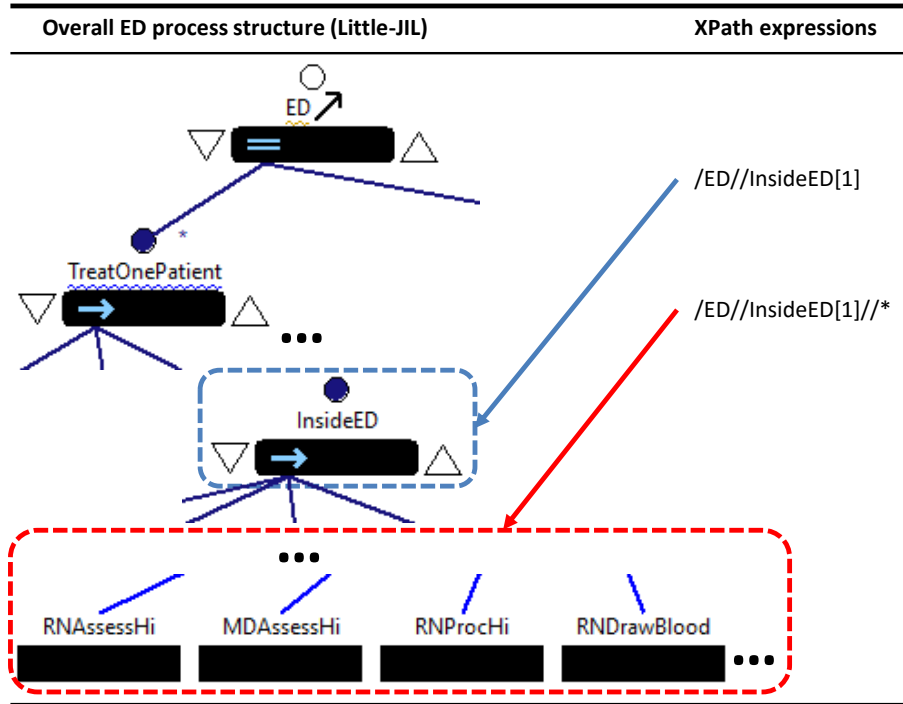 Overall ED process structure (Little-JIL) XPath expressions
ED
/ED//InsideED[1]
*
TreatOnePatient
/ED//InsideED[1]//*
...
InsideED
...
RNAssessHi MDAssessHi RNProcHi RNDrawBlood
...